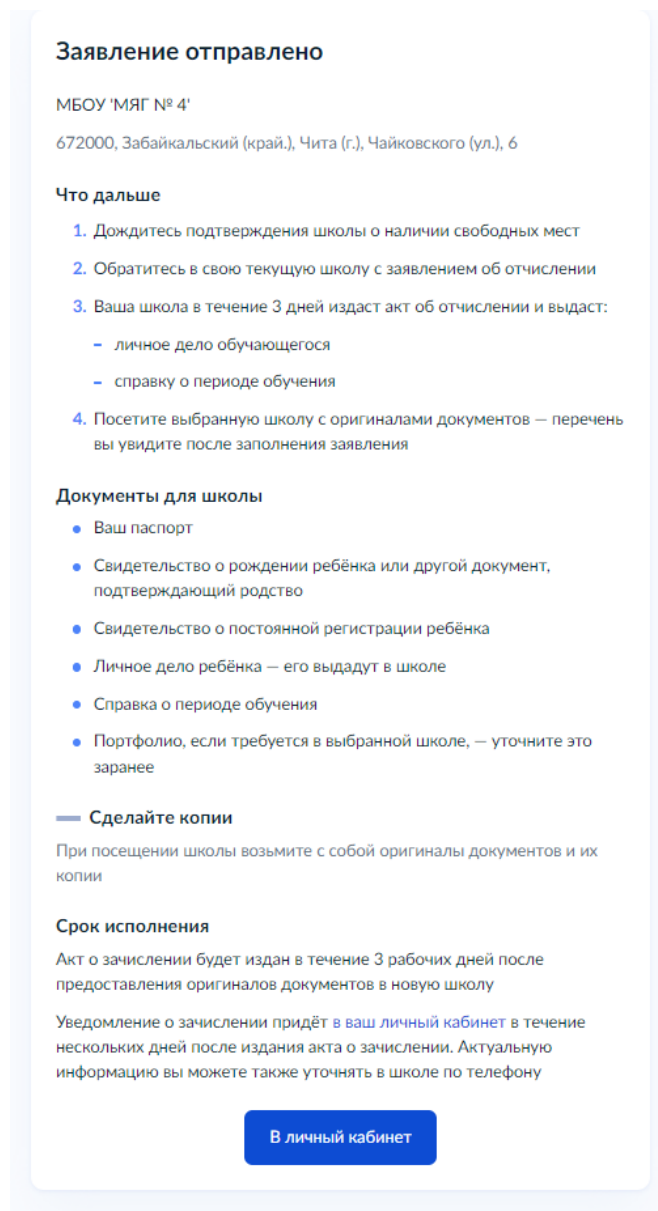 Заявление отправлено
МБОУ 'МЯГ № 4'
672000, Забайкальский (край.), Чита (г.), Чайковского (ул.), 6
Что дальше
1. Дождитесь подтверждения школы о наличии свободных мест
2. Обратитесь в свою текущую школу с заявлением об отчислении
3. Ваша школа в течение 3 дней издаст акт об отчислении и выдаст:
– личное дело обучающегося
– справку о периоде обучения
4. Посетите выбранную школу с оригиналами документов — перечень
вы увидите после заполнения заявления
Документы для школы
• Ваш паспорт
• Свидетельство о рождении ребёнка или другой документ,
подтверждающий родство
• Свидетельство о постоянной регистрации ребёнка
• Личное дело ребёнка — его выдадут в школе
• Справка о периоде обучения
• Портфолио, если требуется в выбранной школе, — уточните это
заранее
Сделайте копии
При посещении школы возьмите с собой оригиналы документов и их
копии
Срок исполнения
Акт о зачислении будет издан в течение 3 рабочих дней после
предоставления оригиналов документов в новую школу
Уведомление о зачислении придёт в ваш личный кабинет в течение
нескольких дней после издания акта о зачислении. Актуальную
информацию вы можете также уточнять в школе по телефону
В личный кабинет